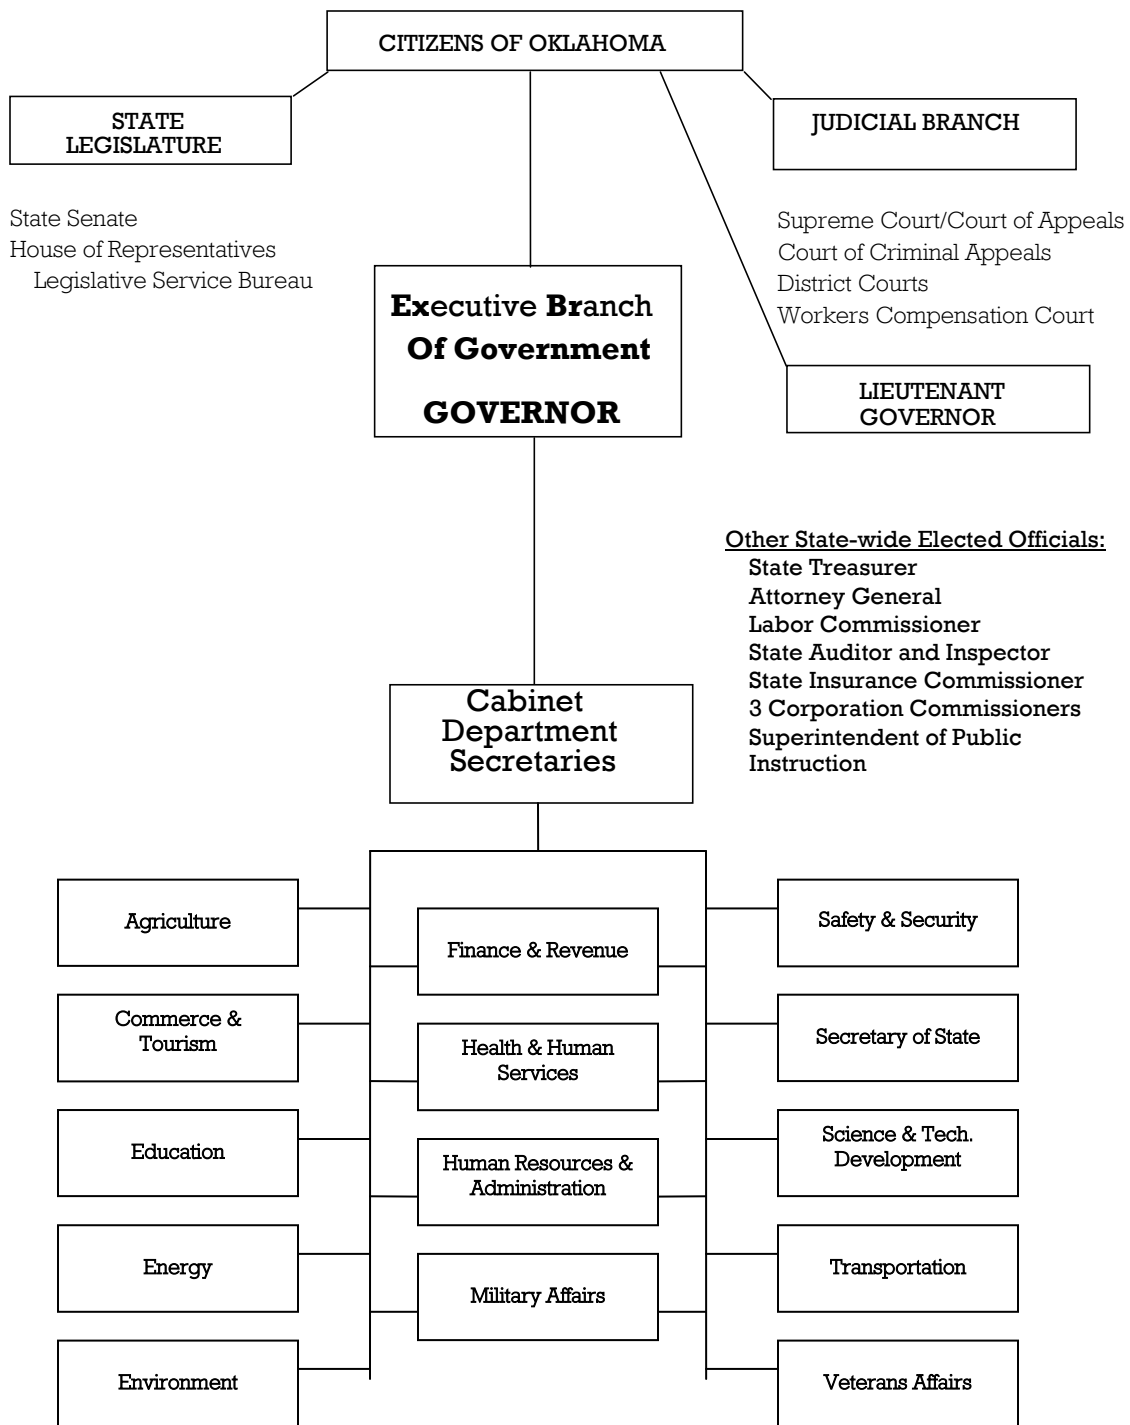 CITIZENS OF OKLAHOMA
STATE
LEGISLATURE
JUDICIAL BRANCH
State Senate
House of Representatives
Legislative Service Bureau
Supreme Court/Court of Appeals
Court of Criminal Appeals
District Courts
Workers Compensation Court
Executive Branch
Of Government
GOVERNOR
LIEUTENANT
GOVERNOR
Other State-wide Elected Officials:
State Treasurer
Attorney General
Labor Commissioner
State Auditor and Inspector
State Insurance Commissioner
3 Corporation Commissioners
Superintendent of Public
Instruction
Cabinet
Department
Secretaries
Agriculture
Commerce &
Tourism
Education
Energy
Environment
Finance & Revenue
Health & Human
Services
Human Resources &
Administration
Military Affairs
Safety & Security
Secretary of State
Science & Tech.
Development
Transportation
Veterans Affairs